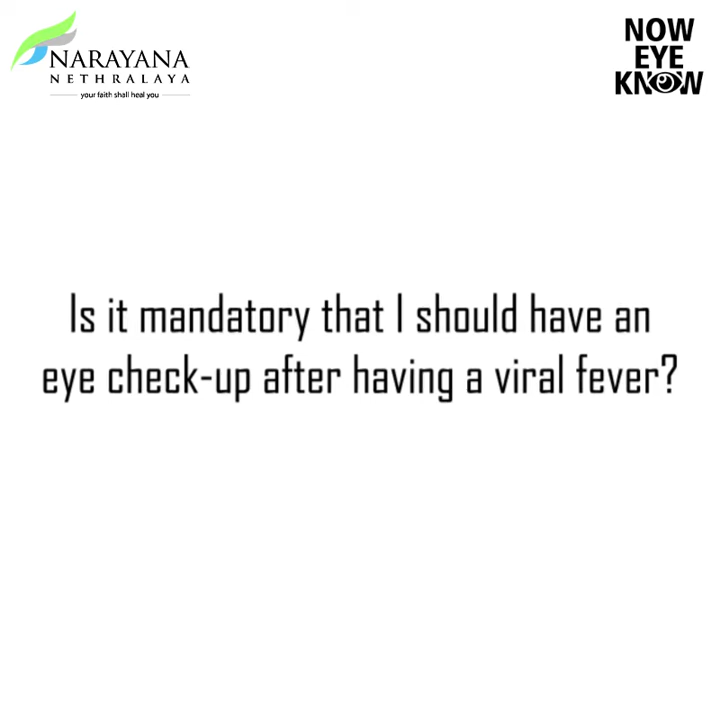 NARAYANA
NETHRALAYA
your faith shall heal you
NOW
EYE
KNOW
Is it mandatory that I should have an
eye check-up after having a viral fever?